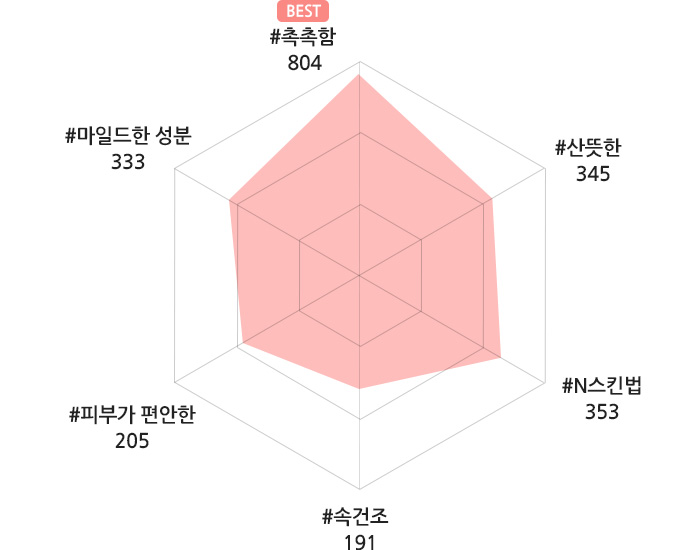 BEST
#촉촉함
804
#산뜻한
345
#N스킨법
353
#속건조
191
#피부가 편안한
205
#마일드한 성분
333